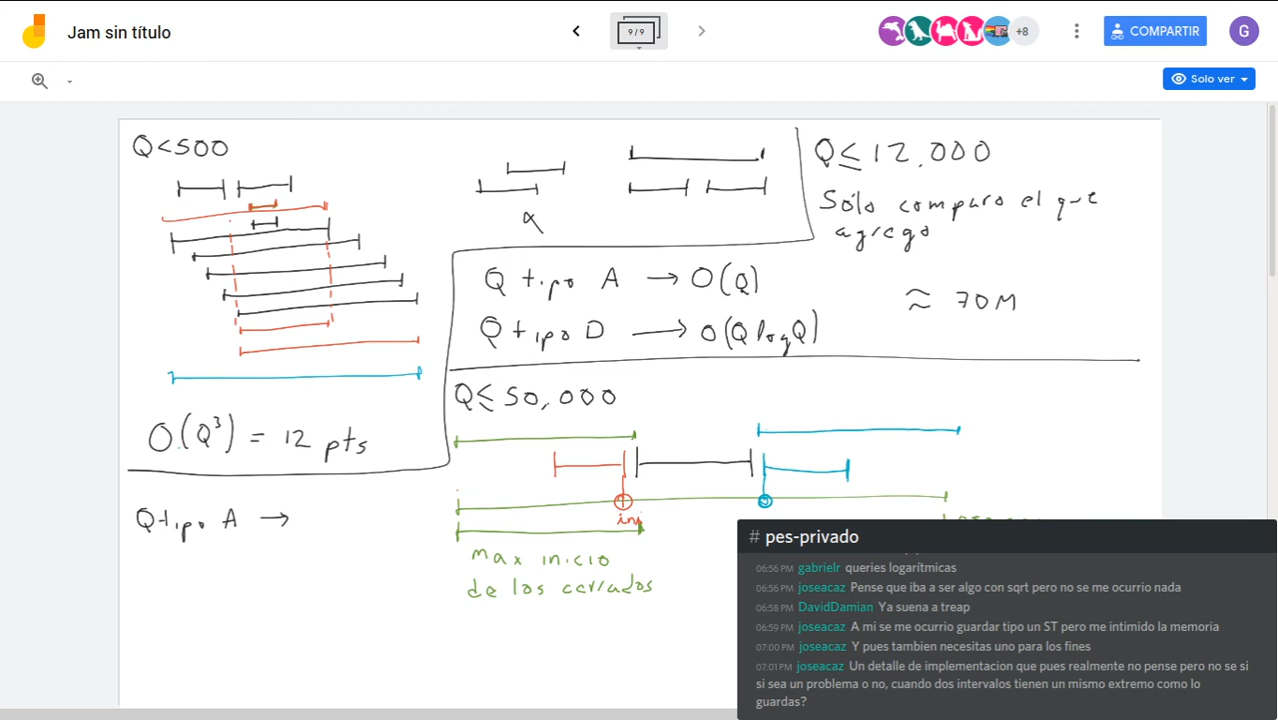 Jam sin título
9/9
+8
COMPARTIR
G
Solo ver
Q<500
Q≤12,000
Sólo comparo el que
agrego
≈ 70M
α
Q tipo A → O(Q)
Q tipo D → O(Q log Q)
O(Q³) = 12 pts
Q≤ 50,000
Q tipo A →
max inicio
de los cerrados
# pes-privado
06:56 PM gabrielr queries logarítmicas
06:56 PM joseacaz Pense que iba a ser algo con sqrt pero no se me ocurrio nada
06:58 PM DavidDamian Ya suena a treap
06:59 PM joseacaz A mi se me ocurrio guardar tipo un ST pero me intimido la memoria
07:00 PM joseacaz Y pues tambien necesitas uno para los fines
07:01 PM joseacaz Un detalle de implementacion que pues realmente no pense pero no se si
si sea un problema o no, cuando dos intervalos tienen un mismo extremo como lo
guardas?